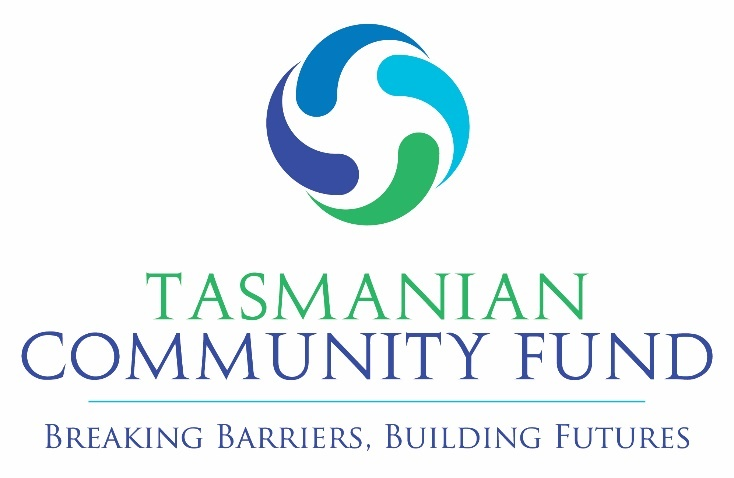 TASMANIAN
COMMUNITY FUND
BREAKING BARRIERS, BUILDING FUTURES